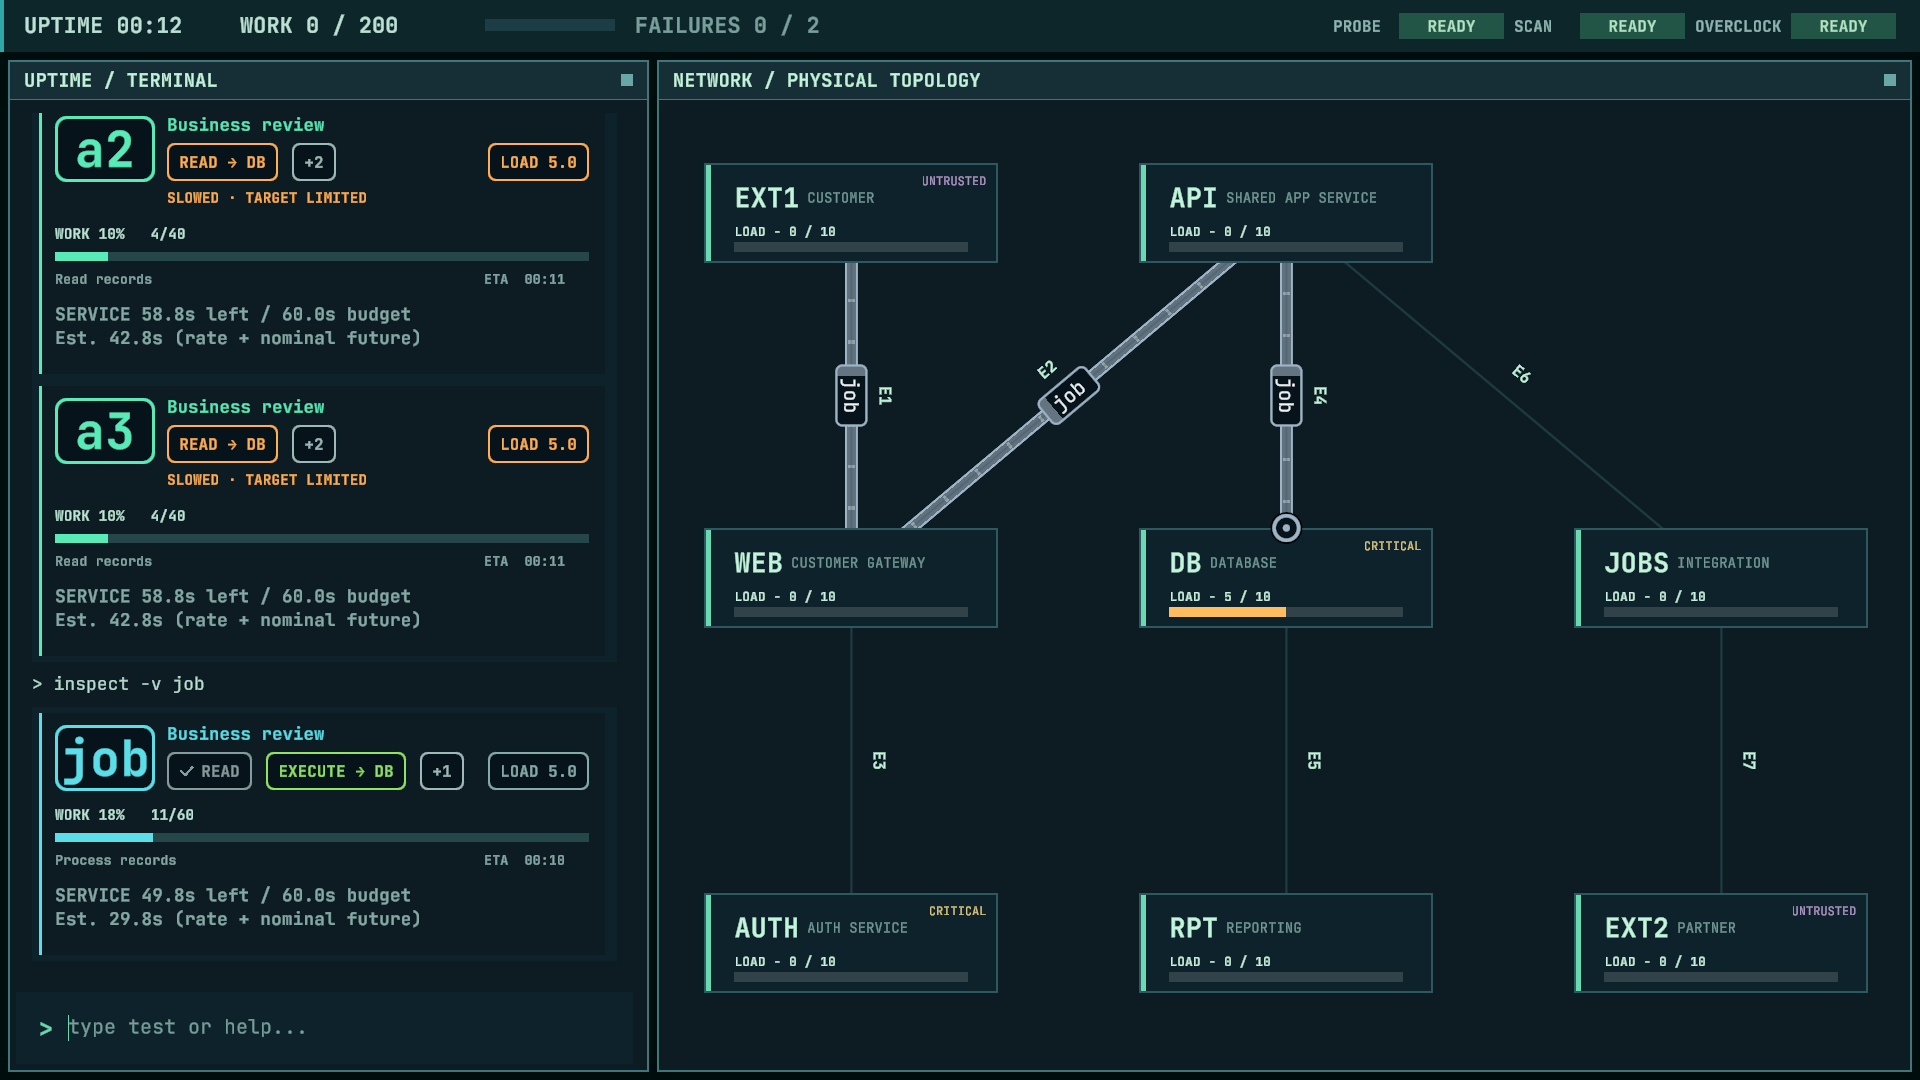 UPTIME 00:12 WORK 0 / 200 FAILURES 0 / 2 PROBE READY SCAN READY OVERCLOCK READY
UPTIME / TERMINAL
a2 Business review
READ → DB +2 LOAD 5.0
SLOWED · TARGET LIMITED
WORK 10% 4/40
Read records ETA 00:11
SERVICE 58.8s left / 60.0s budget
Est. 42.8s (rate + nominal future)
a3 Business review
READ → DB +2 LOAD 5.0
SLOWED · TARGET LIMITED
WORK 10% 4/40
Read records ETA 00:11
SERVICE 58.8s left / 60.0s budget
Est. 42.8s (rate + nominal future)
> inspect -v job
job Business review
✓ READ EXECUTE → DB +1 LOAD 5.0
WORK 18% 11/60
Process records ETA 00:10
SERVICE 49.8s left / 60.0s budget
Est. 29.8s (rate + nominal future)
> type test or help...
NETWORK / PHYSICAL TOPOLOGY
UNTRUSTED
EXT1 CUSTOMER
LOAD - 0 / 10
API SHARED APP SERVICE
LOAD - 0 / 10
job E1
E2 job
job E4
E6
WEB CUSTOMER GATEWAY
LOAD - 0 / 10
CRITICAL
DB DATABASE
LOAD - 5 / 10
JOBS INTEGRATION
LOAD - 0 / 10
E3
E5
E7
CRITICAL
AUTH AUTH SERVICE
LOAD - 0 / 10
RPT REPORTING
LOAD - 0 / 10
UNTRUSTED
EXT2 PARTNER
LOAD - 0 / 10